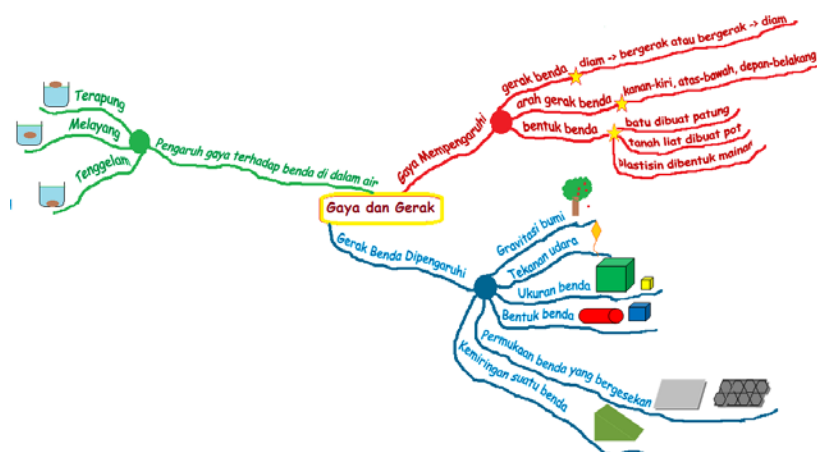 Gaya dan Gerak
Gaya Mempengaruhi
gerak benda
diam -> bergerak atau bergerak -> diam
arah gerak benda
kanan-kiri, atas-bawah, depan-belakang
bentuk benda
batu dibuat patung
tanah liat dibuat pot
plastisin dibentuk mainan
Gerak Benda Dipengaruhi
Gravitasi bumi
Tekanan udara
Ukuran benda
Bentuk benda
Permukaan benda yang bergesekan
Kemiringan suatu benda
Pengaruh gaya terhadap benda di dalam air
Terapung
Melayang
Tenggelam